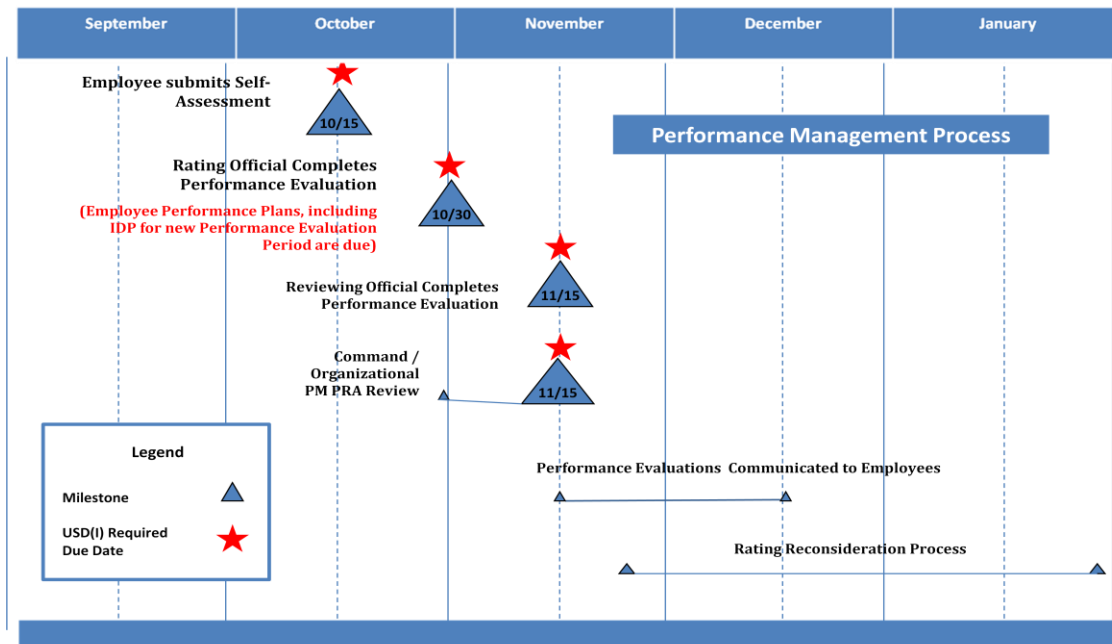 September
October
November
December
January
Employee submits Self-
Assessment
10/15
Performance Management Process
Rating Official Completes
Performance Evaluation
10/30
(Employee Performance Plans, including
IDP for new Performance Evaluation
Period are due)
Reviewing Official Completes
Performance Evaluation
11/15
Command /
Organizational
PM PRA Review
11/15
Legend
Milestone
USD(I) Required
Due Date
Performance Evaluations Communicated to Employees
Rating Reconsideration Process